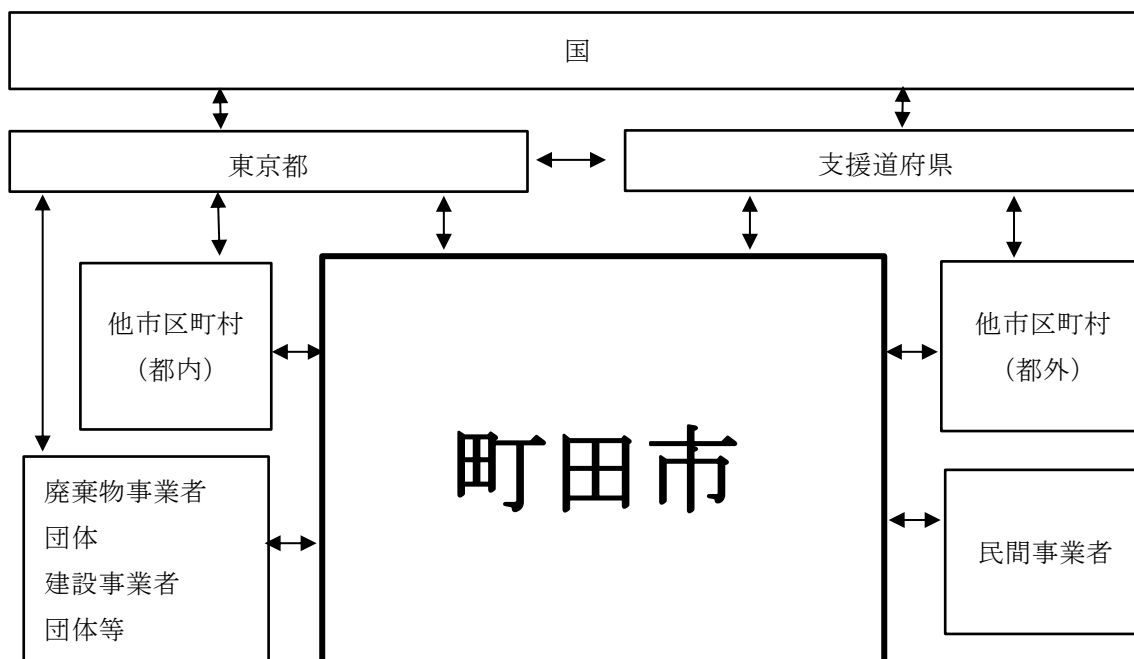 国
東京都
支援道府県
他市区町村
（都内）
他市区町村
（都外）
町田市
廃棄物事業者
団体
建設事業者
団体等
民間事業者